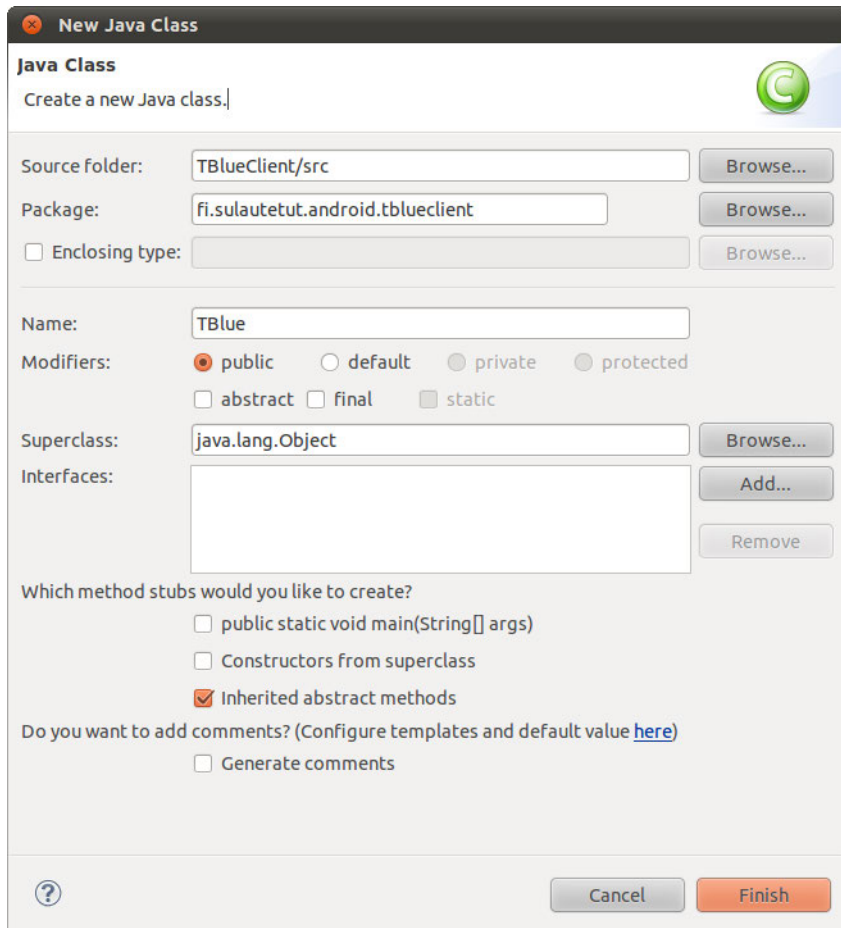 New Java Class
Java Class
Create a new Java class.
C
Source folder: TBlueClient/src Browse...
Package: fi.sulautetut.android.tblueclient Browse...
Enclosing type: Browse...
Name: TBlue
Modifiers: public default private protected
abstract final static
Superclass: java.lang.Object Browse...
Interfaces: Add...
Remove
Which method stubs would you like to create?
public static void main(String[] args)
Constructors from superclass
Inherited abstract methods
Do you want to add comments? (Configure templates and default value here)
Generate comments
? Cancel Finish